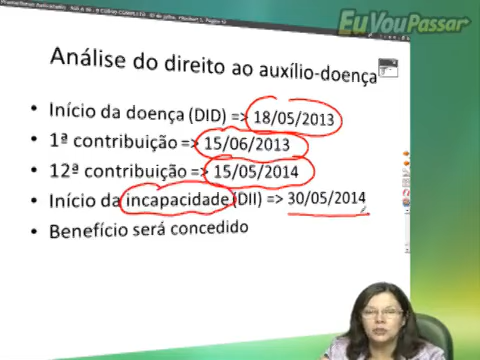 EuVouPassar
Análise do direito ao auxílio-doença
• Início da doença (DID) => 18/05/2013
• 1ª contribuição => 15/06/2013
• 12ª contribuição => 15/05/2014
• Início da incapacidade (DII) => 30/05/2014
• Benefício será concedido